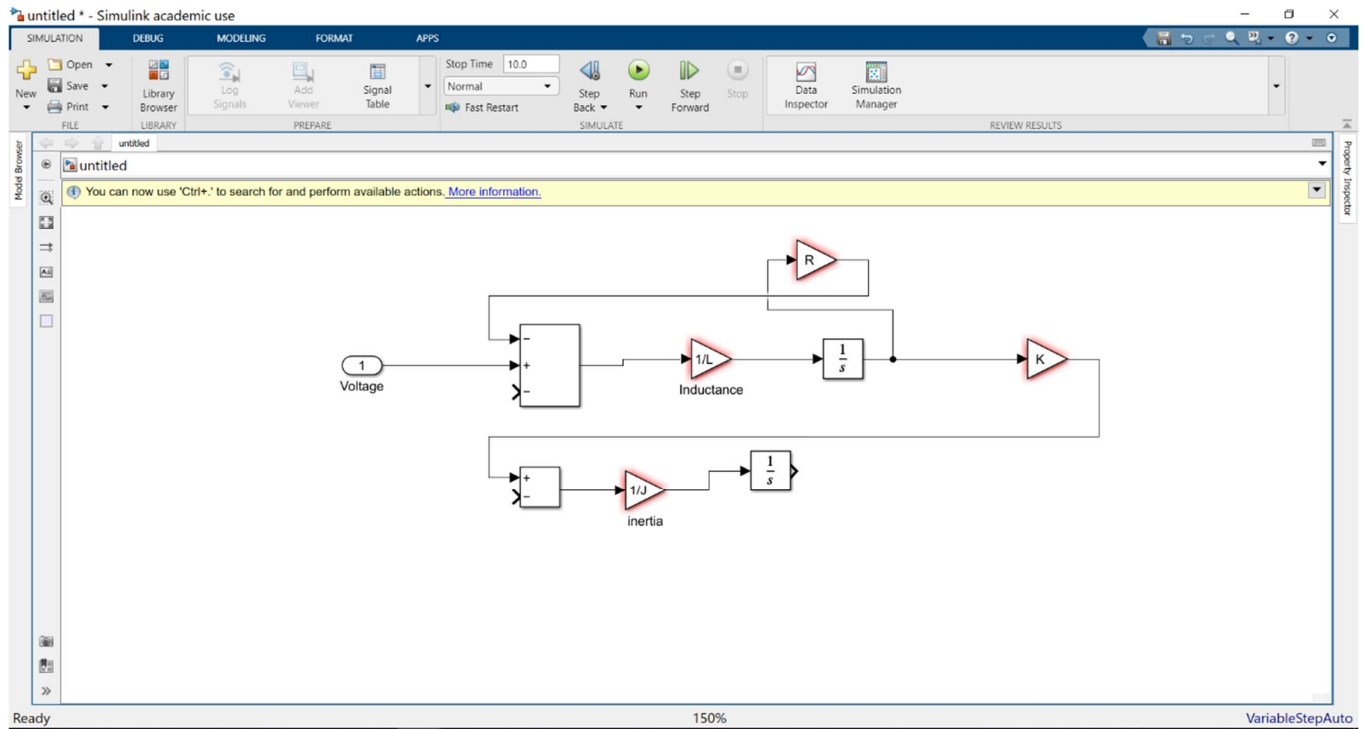 untitled * - Simulink academic use
SIMULATION DEBUG MODELING FORMAT APPS
New
Open
Save
Print
FILE
Library Browser
LIBRARY
Log Signals
Add Viewer
Signal Table
PREPARE
Stop Time 10.0
Normal
Fast Restart
Step Back
Run
Step Forward
Stop
SIMULATE
Data Inspector
Simulation Manager
REVIEW RESULTS
Model Browser
Property Inspector
untitled
untitled
You can now use 'Ctrl+.' to search for and perform available actions. More information.
R
1
Voltage
−
+
−
1/L
Inductance
1
s
K
+
−
1/J
inertia
1
s
Ready 150% VariableStepAuto